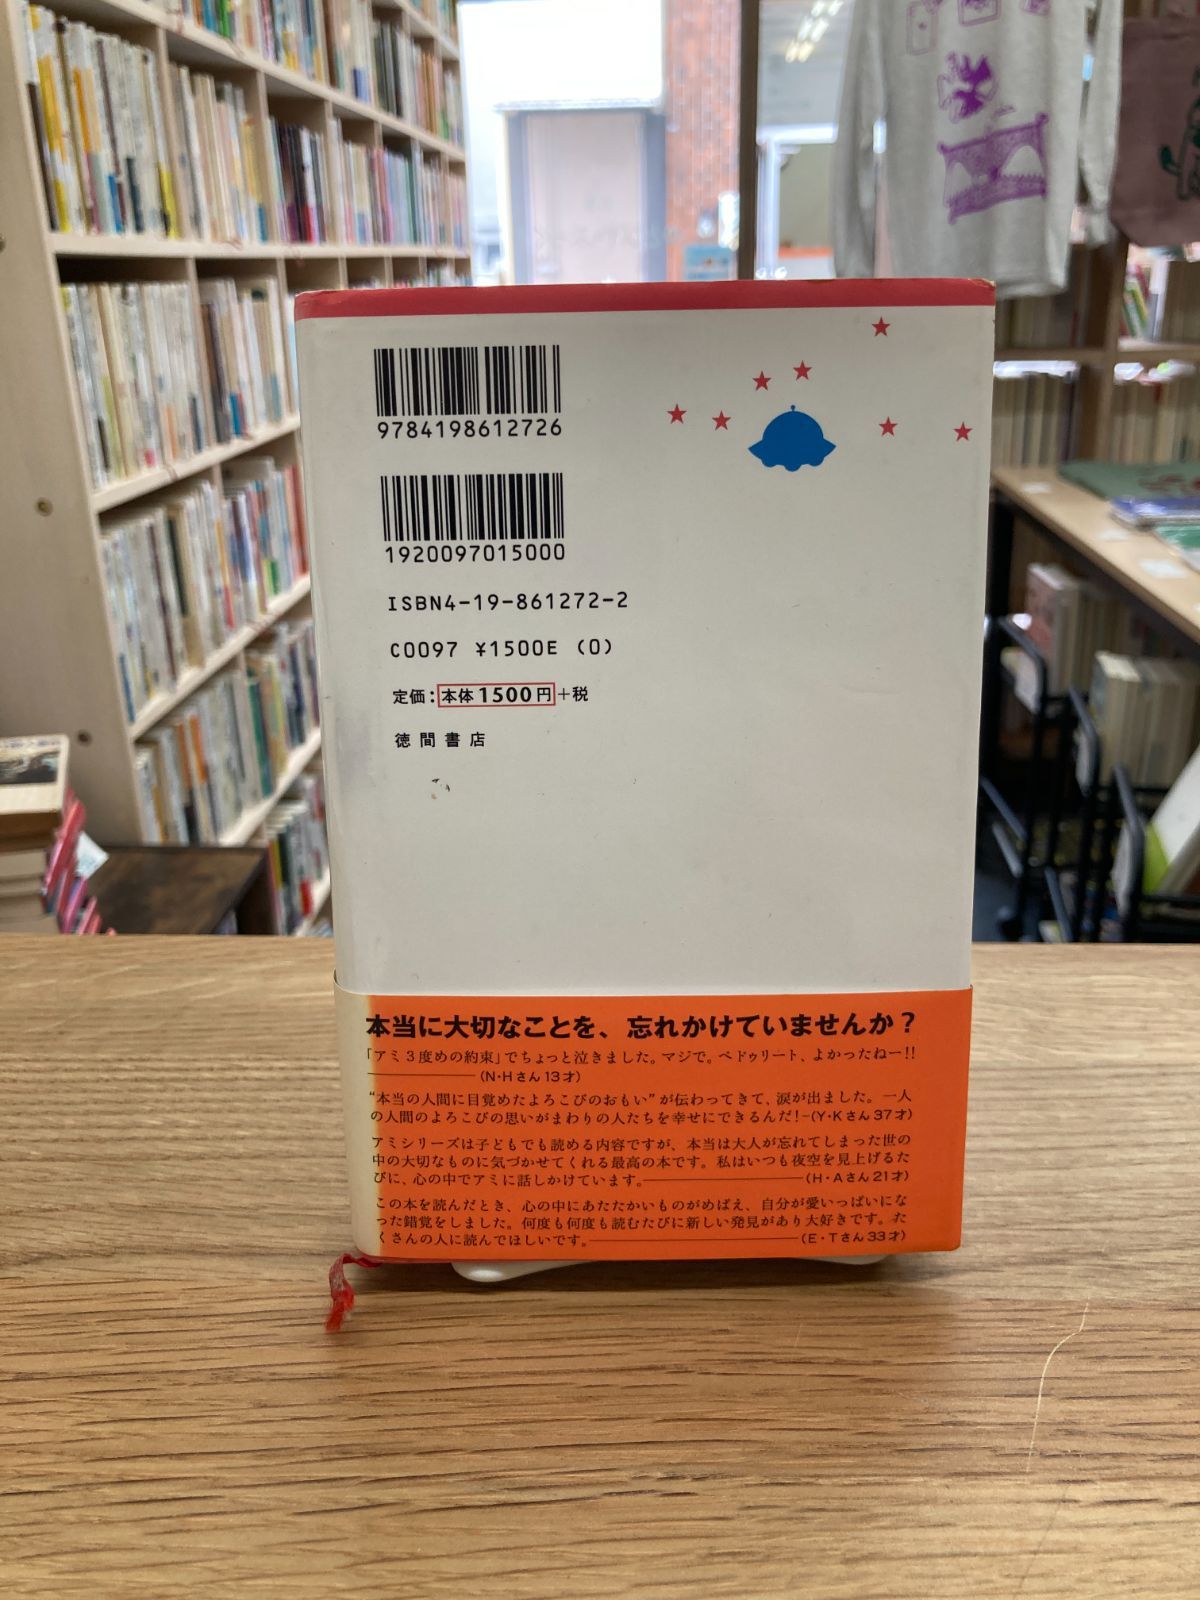 9784198612726
1920097015000
ISBN4-19-861272-2
C0097 ¥1500E (0)
定価:本体1500円+税
徳間書店
本当に大切なことを、忘れかけていませんか？
「アミ3度めの約束」でちょっと泣きました。マジで。ペドゥリート、よかったねー!!
(N・Hさん13才)
“本当の人間に目覚めたよろこびのおもい”が伝わってきて、涙が出ました。一人
の人間のよろこびの思いがまわりの人たちを幸せにできるんだ！-(Y・Kさん37才)
アミシリーズは子どもでも読める内容ですが、本当は大人が忘れてしまった世の
中の大切なものに気づかせてくれる最高の本です。私はいつも夜空を見上げるた
びに、心の中でアミに話しかけています。――(H・Aさん21才)
この本を読んだとき、心の中にあたたかいものがめばえ、自分が愛いっぱいにな
った錯覚をしました。何度も何度も読むたびに新しい発見があり大好きです。た
くさんの人に読んでほしいです。――(E・Tさん33才)